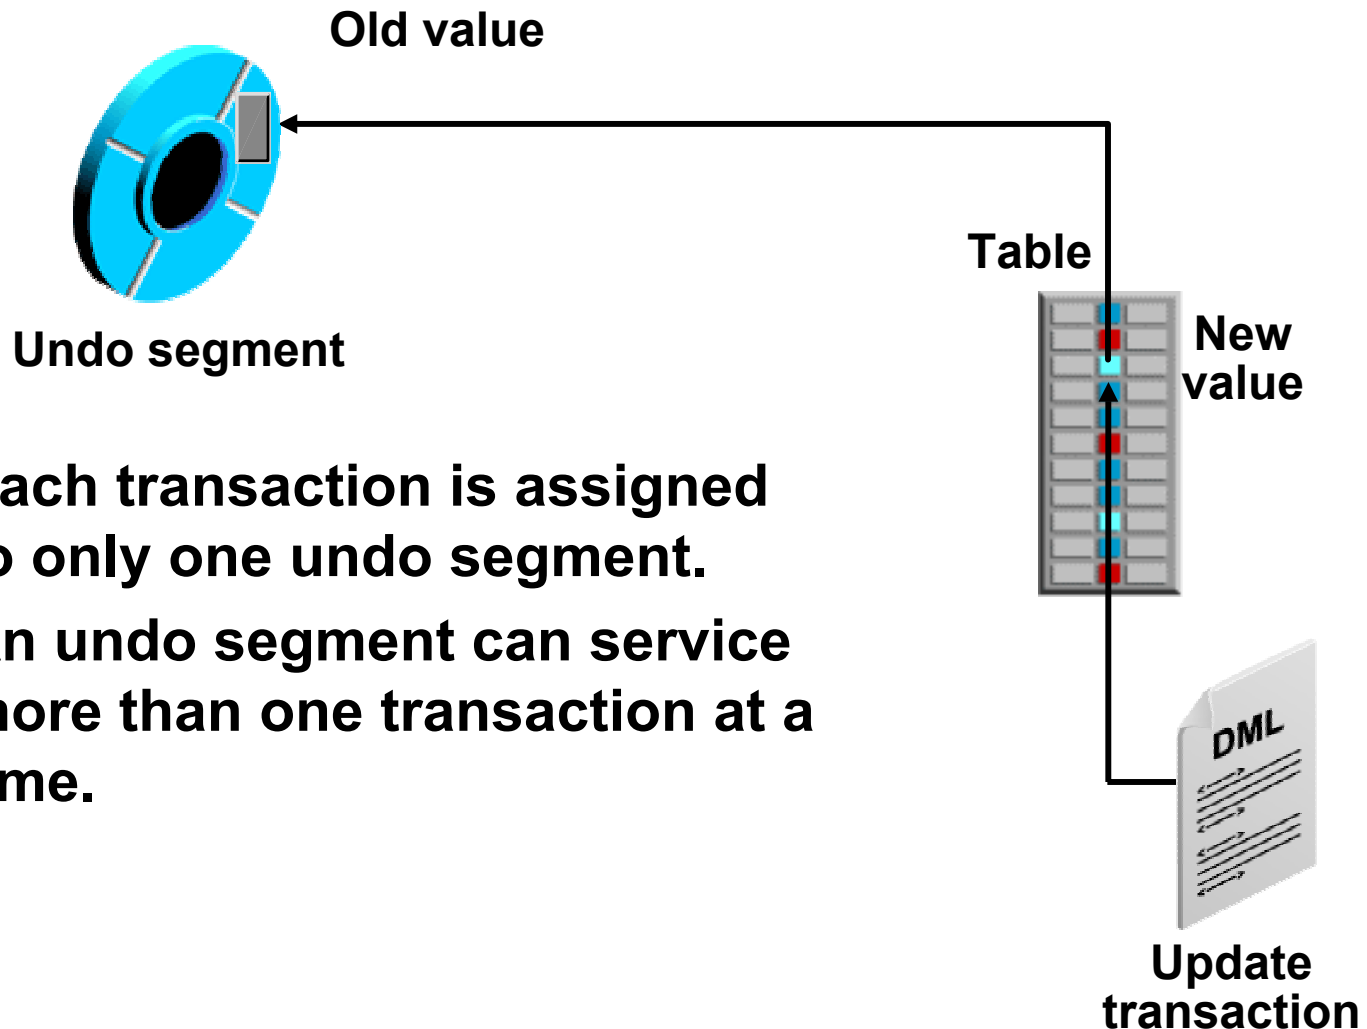 Old value
Table
New
value
Undo segment
ach transaction is assigned
o only one undo segment.
n undo segment can service
nore than one transaction at a
me.
DML
Update
transaction